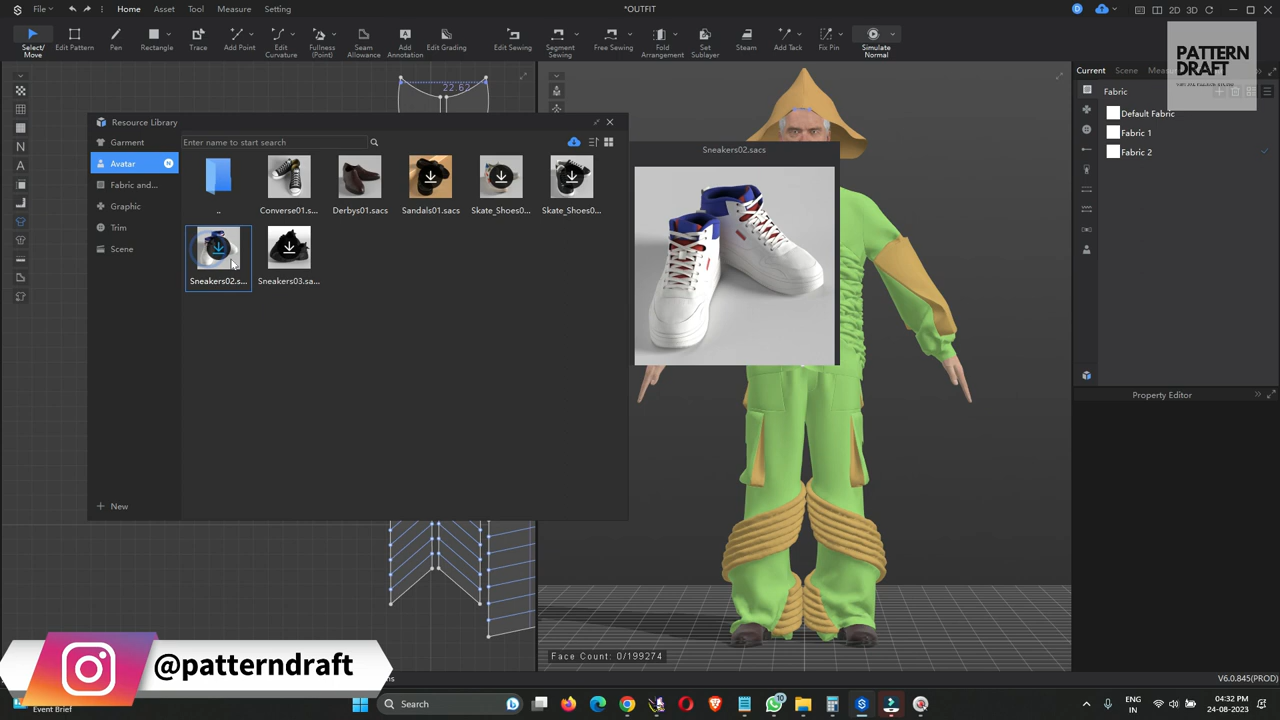 File
Home
Asset
Tool
Measure
Setting
*OUTFIT
2D
3D
Select/
Move
Edit Pattern
Pen
Rectangle
Trace
Add Point
Edit
Curvature
Fullness
(Point)
Seam
Allowance
Add
Annotation
Edit Grading
Edit Sewing
Segment
Sewing
Free Sewing
Fold
Arrangement
Set
Sublayer
Steam
Add Tack
Fix Pin
Simulate
Normal
PATTERN
DRAFT
Current
Scene
Fabric
Default Fabric
Fabric 1
Fabric 2
22.62
Resource Library
Garment
Avatar
N
Fabric and...
Graphic
Trim
Scene
New
Enter name to start search
..
Converse01.s...
Derbys01.sacs
Sandals01.sacs
Skate_Shoes0...
Skate_Shoes0...
Sneakers02.s...
Sneakers03.sa...
Sneakers02.sacs
Property Editor
Face Count: 0/199274
@patterndraft
V6.0.845(PROD)
Event Brief
Search
10
ENG
IN
04:32 PM
24-08-2023